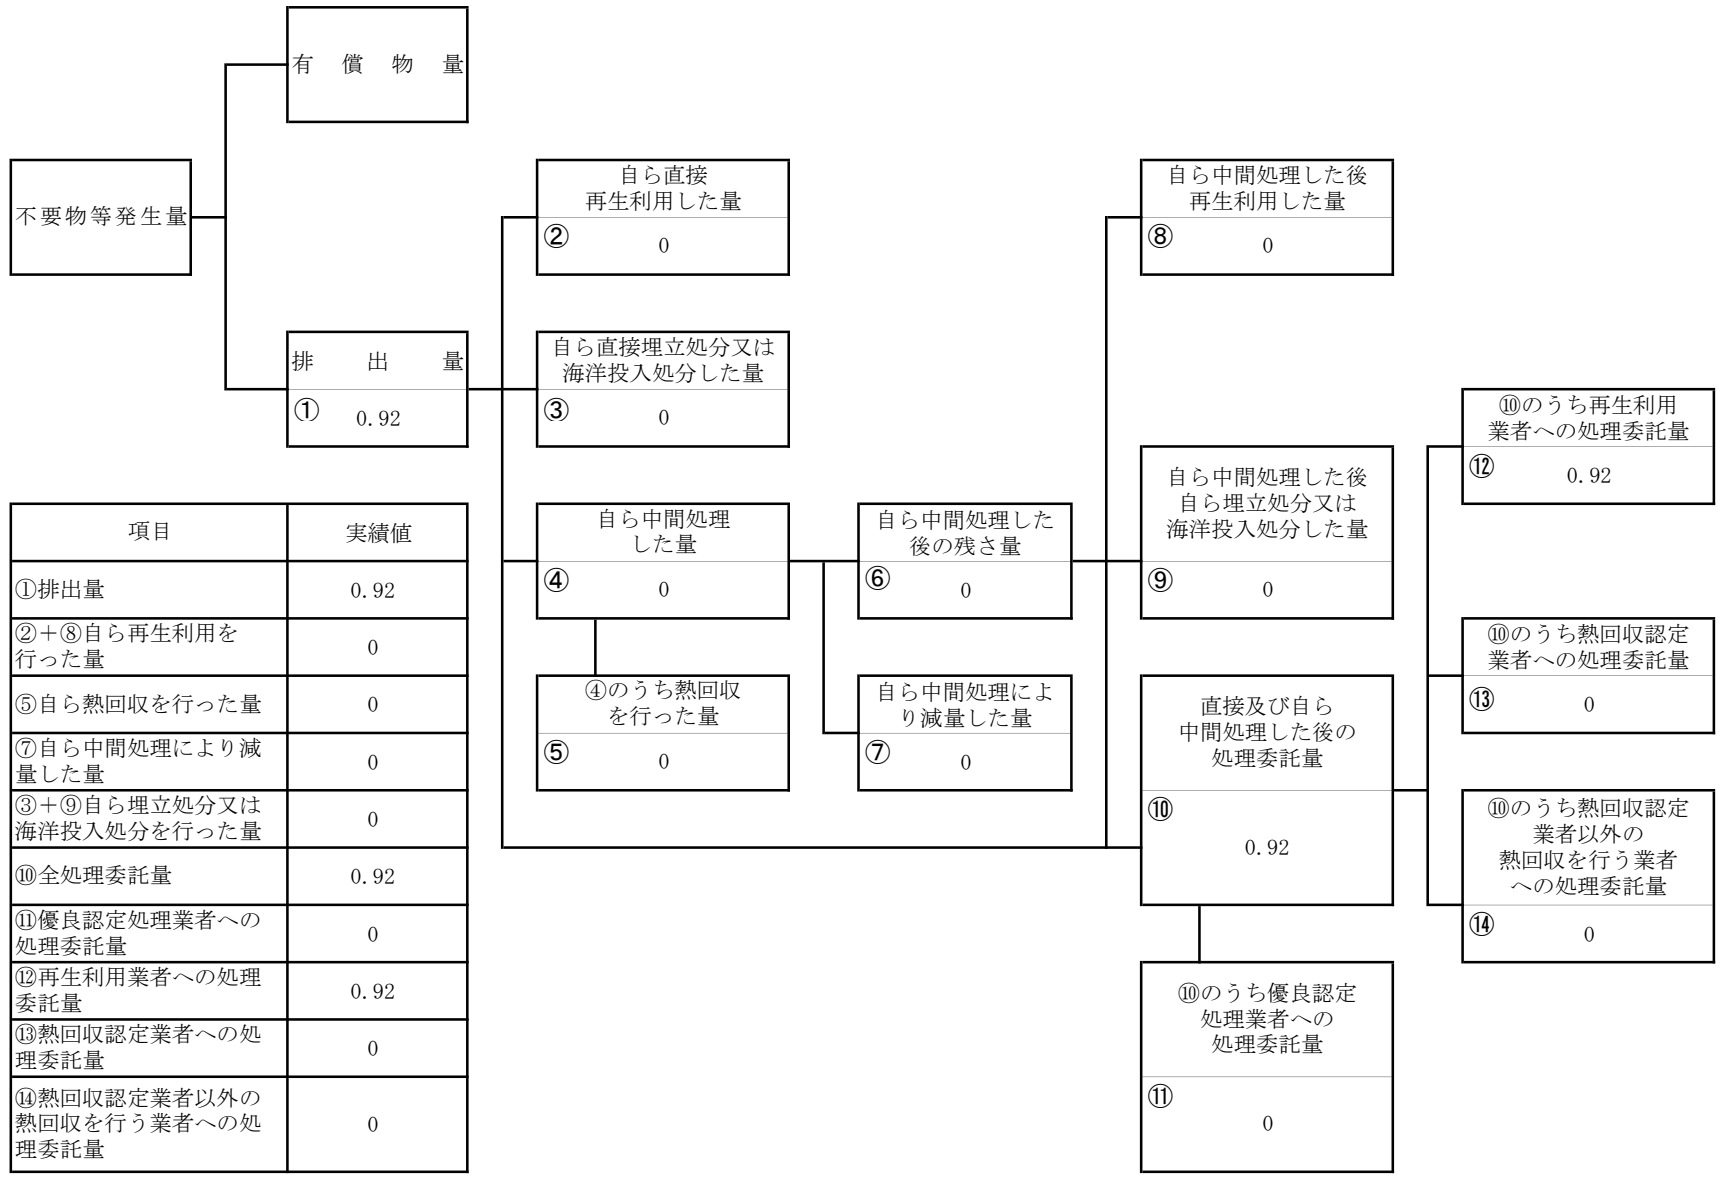 有償物量
不要物等発生量
排出量
①
0.92
自ら直接
再生利用した量
②
0
自ら直接埋立処分又は
海洋投入処分した量
③
0
自ら中間処理
した量
④
0
④のうち熱回収
を行った量
⑤
0
自ら中間処理した
後の残さ量
⑥
0
自ら中間処理によ
り減量した量
⑦
0
自ら中間処理した後
再生利用した量
⑧
0
自ら中間処理した後
自ら埋立処分又は
海洋投入処分した量
⑨
0
直接及び自ら
中間処理した後の
処理委託量
⑩
0.92
⑩のうち優良認定
処理業者への
処理委託量
⑪
0
⑩のうち再生利用
業者への処理委託量
⑫
0.92
⑩のうち熱回収認定
業者への処理委託量
⑬
0
⑩のうち熱回収認定
業者以外の
熱回収を行う業者
への処理委託量
⑭
0
項目 実績値
①排出量 0.92
②+⑧自ら再生利用を
行った量 0
⑤自ら熱回収を行った量 0
⑦自ら中間処理により減
量した量 0
③+⑨自ら埋立処分又は
海洋投入処分を行った量 0
⑩全処理委託量 0.92
⑪優良認定処理業者への
処理委託量 0
⑫再生利用業者への処理
委託量 0.92
⑬熱回収認定業者への処
理委託量 0
⑭熱回収認定業者以外の
熱回収を行う業者への処
理委託量 0